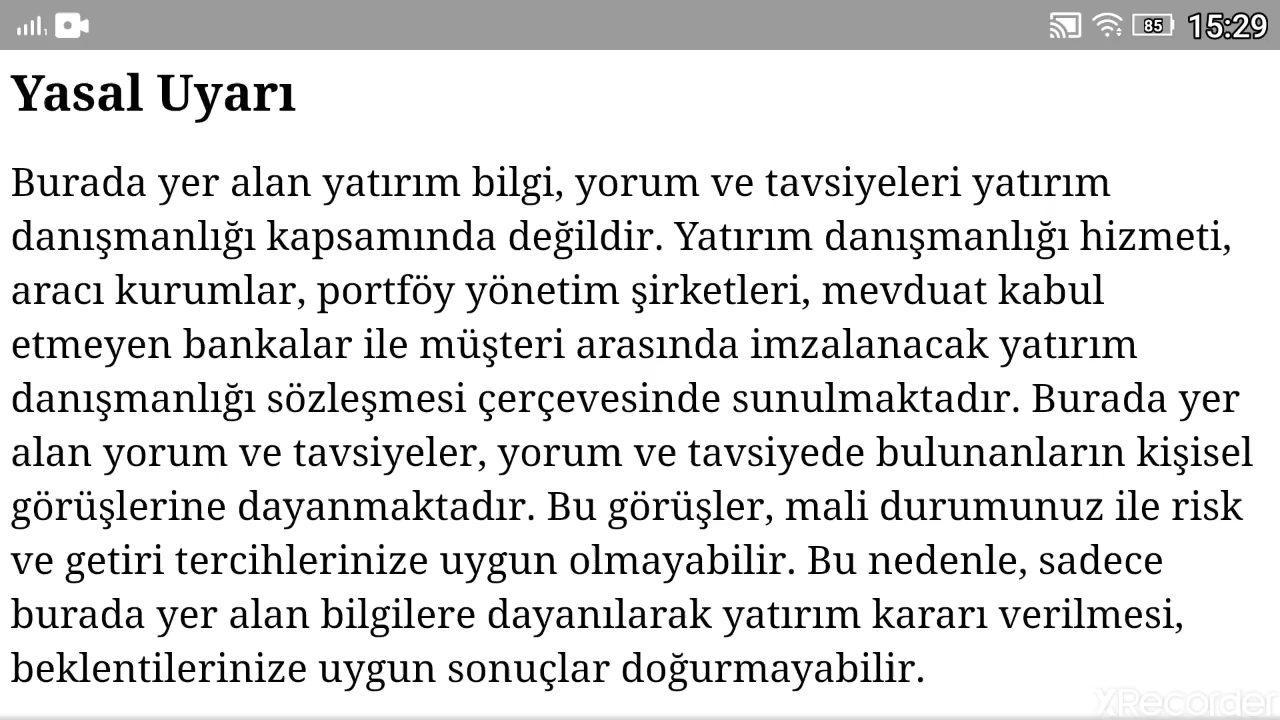 85 15:29
Yasal Uyarı
Burada yer alan yatırım bilgi, yorum ve tavsiyeleri yatırım
danışmanlığı kapsamında değildir. Yatırım danışmanlığı hizmeti,
aracı kurumlar, portföy yönetim şirketleri, mevduat kabul
etmeyen bankalar ile müşteri arasında imzalanacak yatırım
danışmanlığı sözleşmesi çerçevesinde sunulmaktadır. Burada yer
alan yorum ve tavsiyeler, yorum ve tavsiyede bulunanların kişisel
görüşlerine dayanmaktadır. Bu görüşler, mali durumunuz ile risk
ve getiri tercihlerinize uygun olmayabilir. Bu nedenle, sadece
burada yer alan bilgilere dayanılarak yatırım kararı verilmesi,
beklentilerinize uygun sonuçlar doğurmayabilir.
XRecorder